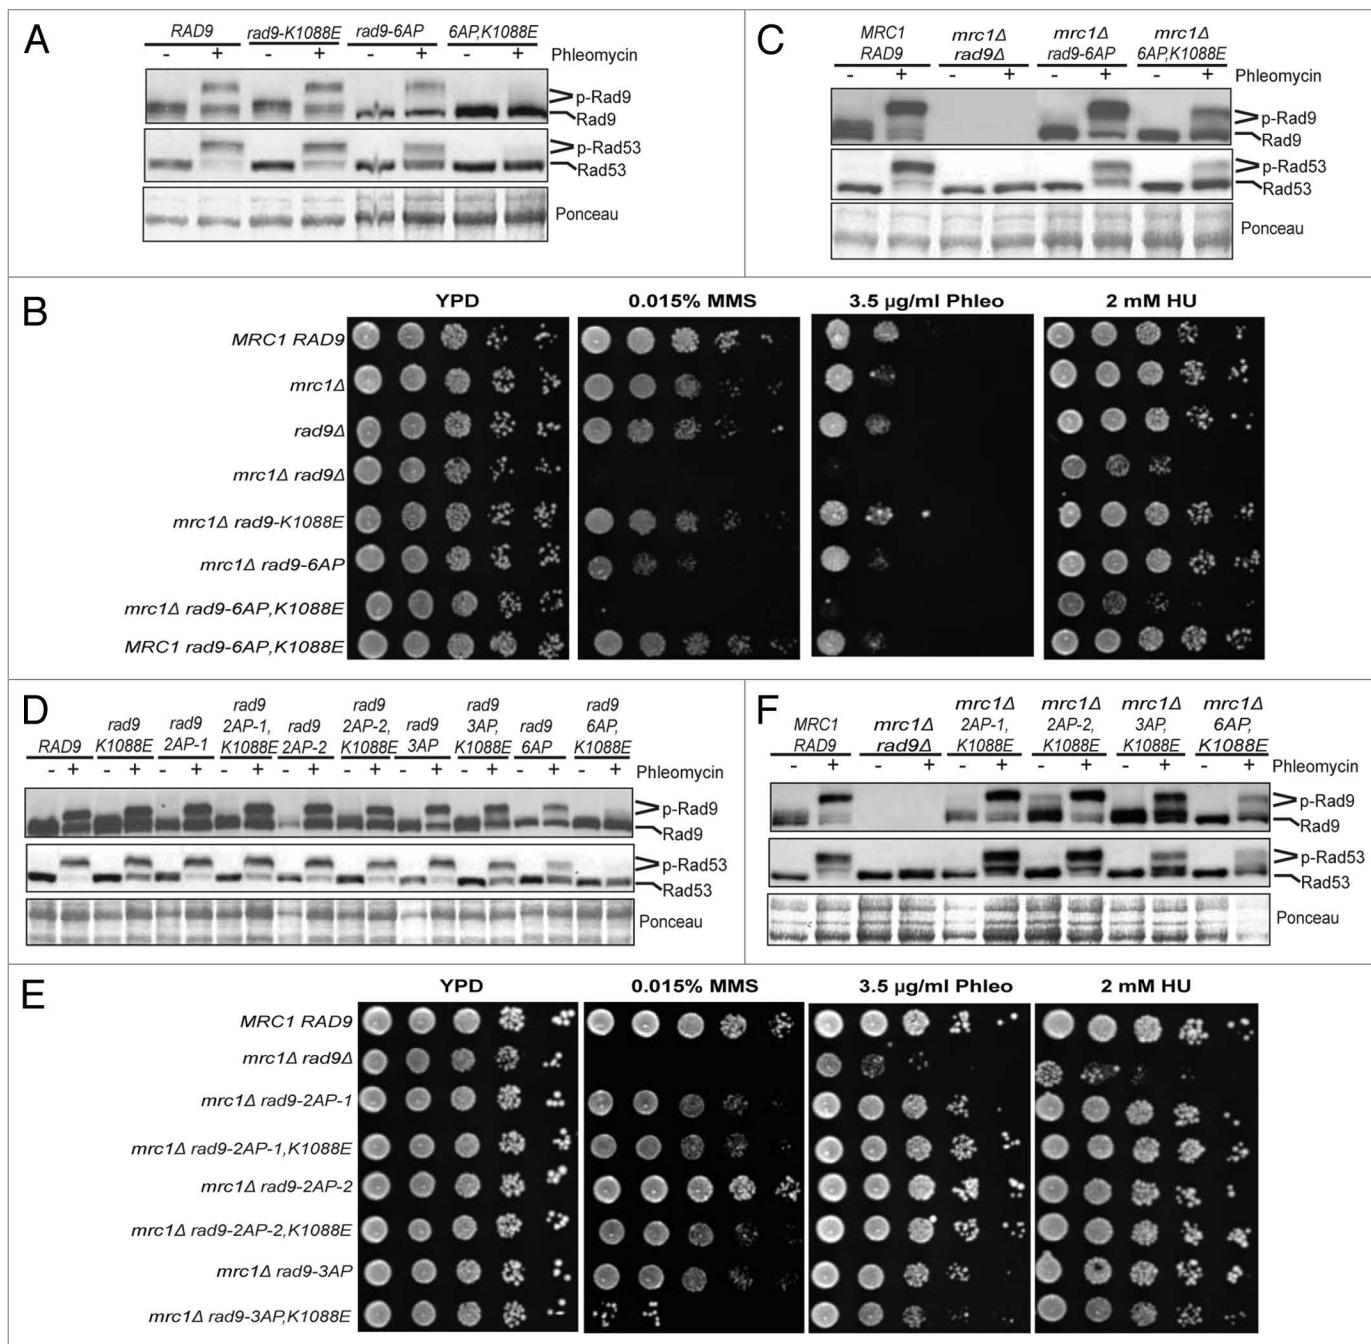 A
RAD9 rad9-K1088E rad9-6AP 6AP,K1088E
- + - + - + - + Phleomycin
p-Rad9
Rad9
p-Rad53
Rad53
Ponceau
C
MRC1 mrc1Δ mrc1Δ mrc1Δ
RAD9 rad9Δ rad9-6AP 6AP,K1088E
- + - + - + - + Phleomycin
p-Rad9
Rad9
p-Rad53
Rad53
Ponceau
B
YPD 0.015% MMS 3.5 µg/ml Phleo 2 mM HU
MRC1 RAD9
mrc1Δ
rad9Δ
mrc1Δ rad9Δ
mrc1Δ rad9-K1088E
mrc1Δ rad9-6AP
mrc1Δ rad9-6AP,K1088E
MRC1 rad9-6AP,K1088E
D
rad9 rad9 rad9 rad9
rad9 rad9 2AP-1, rad9 2AP-2, rad9 3AP, rad9 6AP,
RAD9 K1088E 2AP-1 K1088E 2AP-2 K1088E 3AP K1088E 6AP K1088E
- + - + - + - + - + - + - + - + - + - + Phleomycin
p-Rad9
Rad9
p-Rad53
Rad53
Ponceau
F
mrc1Δ mrc1Δ mrc1Δ mrc1Δ
MRC1 mrc1Δ 2AP-1, 2AP-2, 3AP, 6AP,
RAD9 rad9Δ K1088E K1088E K1088E K1088E
- + - + - + - + - + - + Phleomycin
p-Rad9
Rad9
p-Rad53
Rad53
Ponceau
E
YPD 0.015% MMS 3.5 µg/ml Phleo 2 mM HU
MRC1 RAD9
mrc1Δ rad9Δ
mrc1Δ rad9-2AP-1
mrc1Δ rad9-2AP-1,K1088E
mrc1Δ rad9-2AP-2
mrc1Δ rad9-2AP-2,K1088E
mrc1Δ rad9-3AP
mrc1Δ rad9-3AP,K1088E